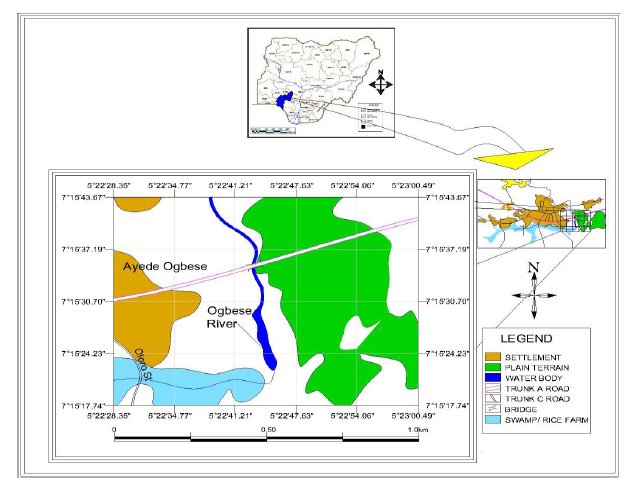 N
5°22'28.35" 5°22'34.77" 5°22'41.21" 5°22'47.63" 5°22'54.06" 5°23'00.49"
7°15'43.67" 7°15'43.67"
7°15'37.19" 7°15'37.19"
Ayede Ogbese
7°15'30.70" 7°15'30.70"
Ogbese
River
7°15'24.23" 7°15'24.23"
Oloro St.
7°15'17.74" 7°15'17.74"
5°22'28.35" 5°22'34.77" 5°22'41.21" 5°22'47.63" 5°22'54.06" 5°23'00.49"
0 0.50 1.0km
N
LEGEND
SETTLEMENT
PLAIN TERRAIN
WATER BODY
TRUNK A ROAD
TRUNK C ROAD
BRIDGE
SWAMP/ RICE FARM